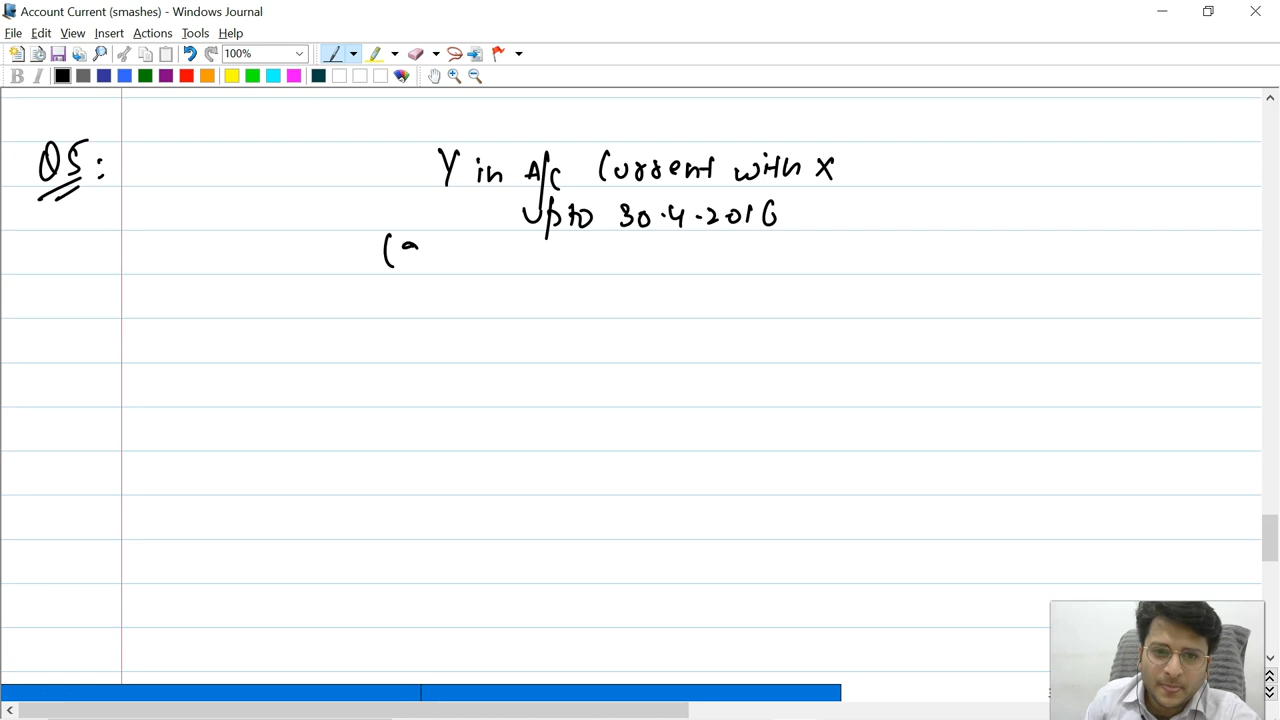 Account Current (smashes) - Windows Journal
File Edit View Insert Actions Tools Help
100%
B I
Q5:
Y in A/C Current with X
upto 30.4.2016
(